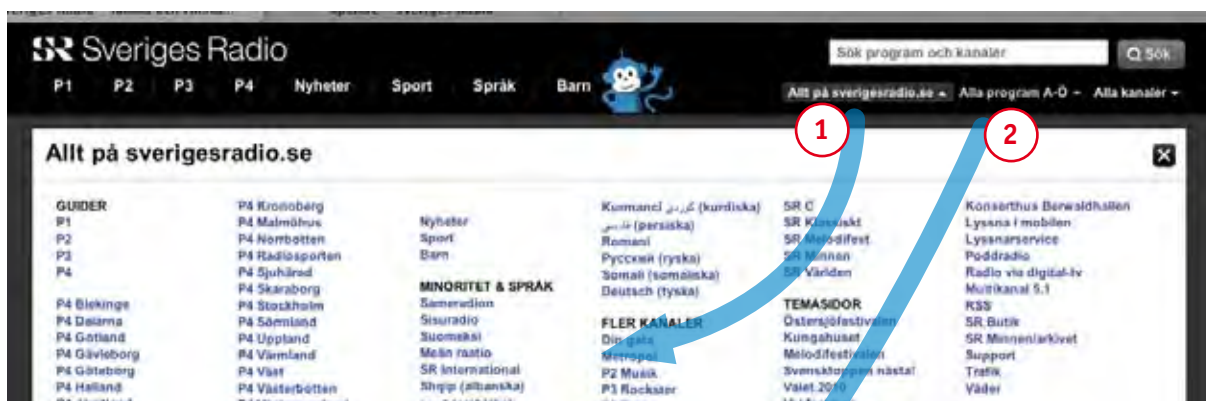 SR Sveriges Radio
Sök program och kanaler
Sök
P1 P2 P3 P4 Nyheter Sport Språk Barn
Allt på sverigesradio.se Alla program A-Ö Alla kanaler
1
2
Allt på sverigesradio.se
GUIDER
P1
P2
P3
P4
P4 Blekinge
P4 Dalarna
P4 Gotland
P4 Gävleborg
P4 Göteborg
P4 Halland
P4 Kronoberg
P4 Malmöhus
P4 Norrbotten
P4 Radiosporten
P4 Sjuhärad
P4 Skaraborg
P4 Stockholm
P4 Sörmland
P4 Uppland
P4 Värmland
P4 Väst
P4 Västerbotten
Nyheter
Sport
Barn
MINORITET & SPRÅK
Sameradion
Sisuradio
Suomeksi
Meän raatio
SR International
Shqip (albanska)
Kurmancî کوردی (kurdiska)
فارسی (persiska)
Romani
Русский (ryska)
Somali (somaliska)
Deutsch (tyska)
FLER KANALER
Din gata
Metropol
P2 Musik
P3 Rockster
SR C
SR Klassiskt
SR Melodifest
SR Minnen
SR Världen
TEMASIDOR
Östersjöfestivalen
Kungahuset
Melodifestivalen
Svensktoppen nästa!
Valet 2010
Konserthus Berwaldhallen
Lyssna i mobilen
Lyssnarservice
Poddradio
Radio via digital-tv
Multikanal 5.1
RSS
SR Butik
SR Minnen/arkivet
Support
Trafik
Väder